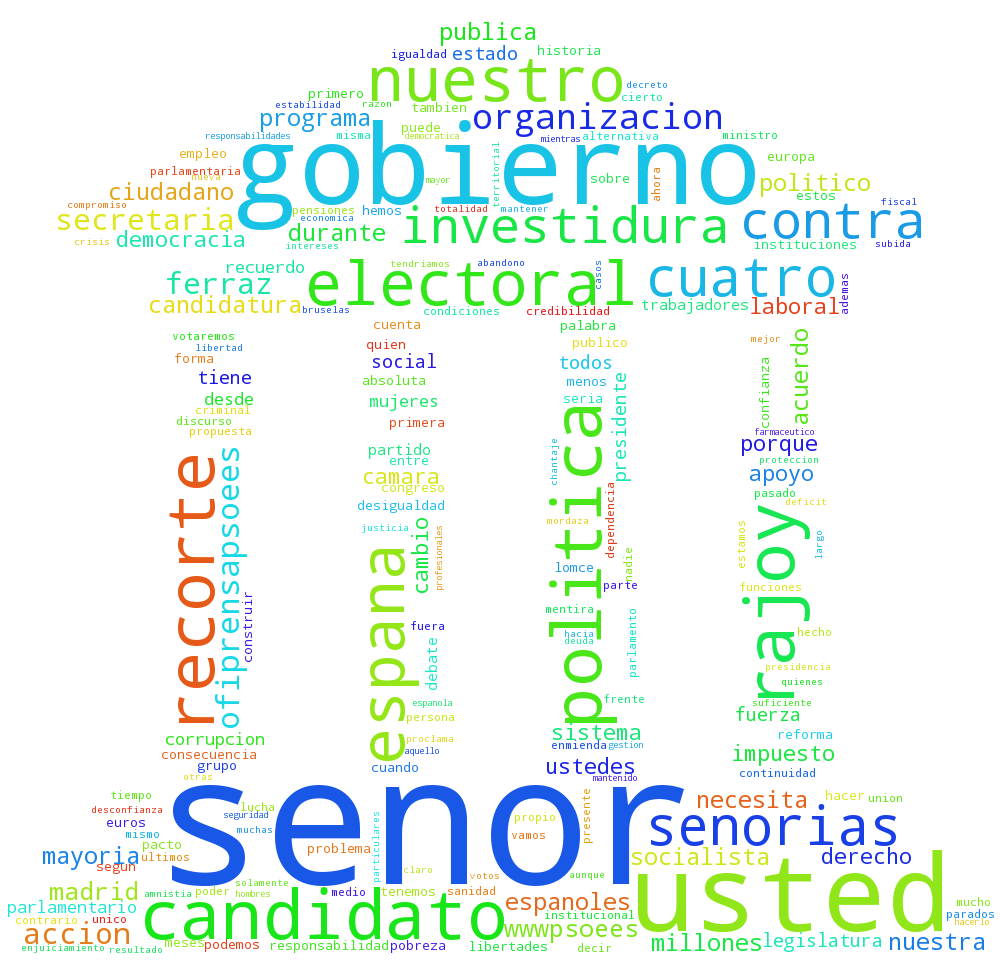 publica
igualdad estado historia
nuestro decreto
primero estabilidad razon tambien cierto
programa organizacion
responsabilidades misma puede democratica mientras alternativa ministro
empleo gobierno europa
parlamentaria nueva mayor territorial sobre ahora politico
ciudadano estos
compromiso pensiones hemos totalidad mantener fiscal
secretaria economica investidura contra
crisis democracia durante intereses instituciones subida
recuerdo tendriamos abandono casos cuatro
ferraz electoral ademas
candidatura bruselas condiciones credibilidad trabajadores laboral
votaremos cuenta palabra
libertad quien publico mejor acuerdo
forma social todos
tiene absoluta menos presidente confianza
desde mujeres seria
criminal
discurso primera
propuesta farmaceutico
partido porque
entre chantaje proteccion
recorte camara politica apoyo
ofiprensapsoees congreso pasado
desigualdad dependencia deficit
mordaza
justicia cambio profesionales estamos largo
espana lomce nadie rajoy
parte funciones
construir mentira
fuera hacia hecho
debate deuda parlamento
presidencia
quienes
espanola frente suficiente
persona fuerza
corrupcion proclama sistema reforma
consecuencia aquello enmienda gestion impuesto
grupo cuando ustedes continuidad
otras mantenido
tiempo senor necesita hacer union
desconfianza lucha
euros seguridad propio presente senorias
mismo muchas vamos
pacto problema particulares
mayoria ultimos socialista derecho
segun claro votos aunque
madrid amnistia poder solamente hombres medio tenemos sanidad espanoles usted mucho
parlamentario candidato institucional parados
contrario unico wwwpsoees hacerlo
accion meses podemos responsabilidad pobreza libertades decir millones legislatura nuestra
enjuiciamiento resultado